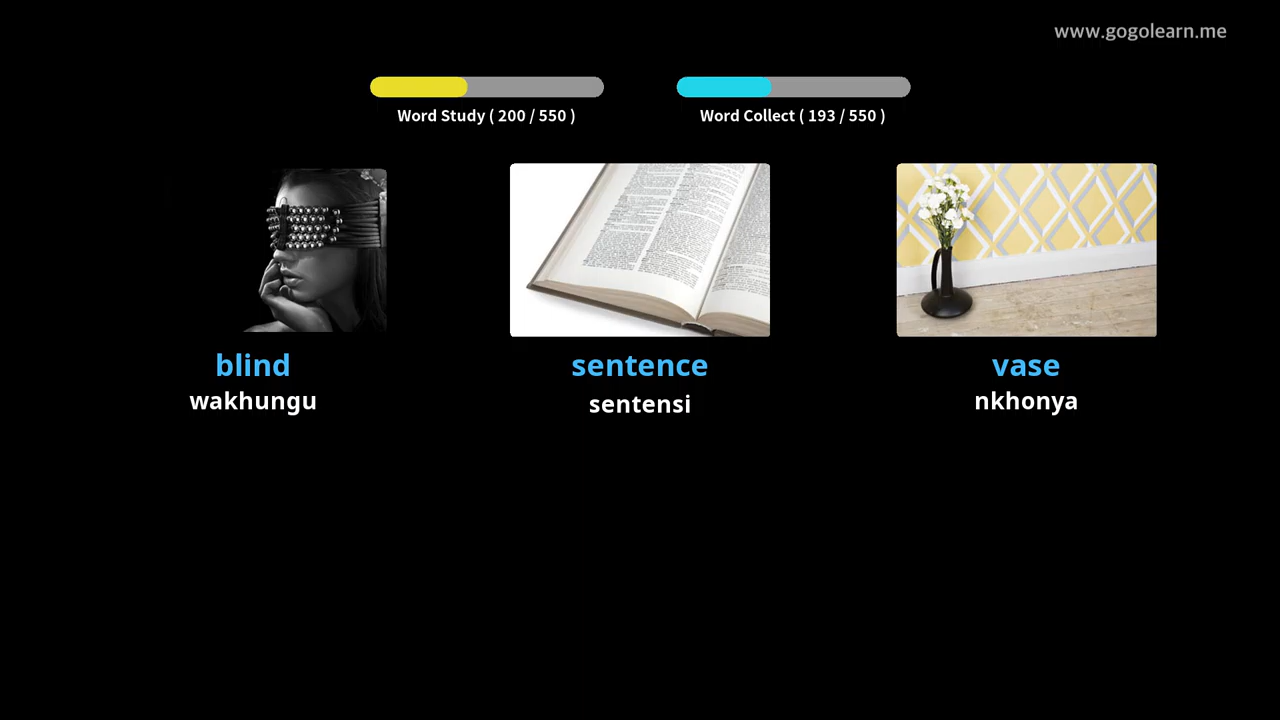 www.gogolearn.me
Word Study ( 200 / 550 )
Word Collect ( 193 / 550 )
blind
wakhungu
sentence
sentensi
vase
nkhonya